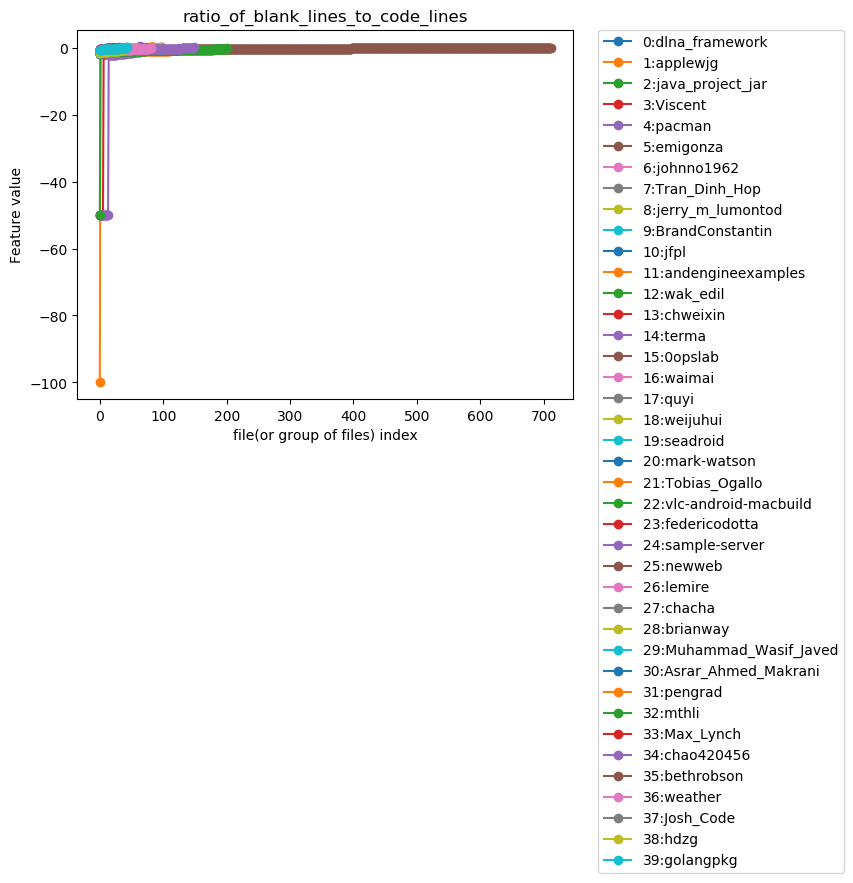 ratio_of_blank_lines_to_code_lines
0
−20
−40
−60
−80
−100
Feature value
0 100 200 300 400 500 600 700
file(or group of files) index
0:dlna_framework
1:applewjg
2:java_project_jar
3:Viscent
4:pacman
5:emigonza
6:johnno1962
7:Tran_Dinh_Hop
8:jerry_m_lumontod
9:BrandConstantin
10:jfpl
11:andengineexamples
12:wak_edil
13:chweixin
14:terma
15:0opslab
16:waimai
17:quyi
18:weijuhui
19:seadroid
20:mark-watson
21:Tobias_Ogallo
22:vlc-android-macbuild
23:federicodotta
24:sample-server
25:newweb
26:lemire
27:chacha
28:brianway
29:Muhammad_Wasif_Javed
30:Asrar_Ahmed_Makrani
31:pengrad
32:mthli
33:Max_Lynch
34:chao420456
35:bethrobson
36:weather
37:Josh_Code
38:hdzg
39:golangpkg